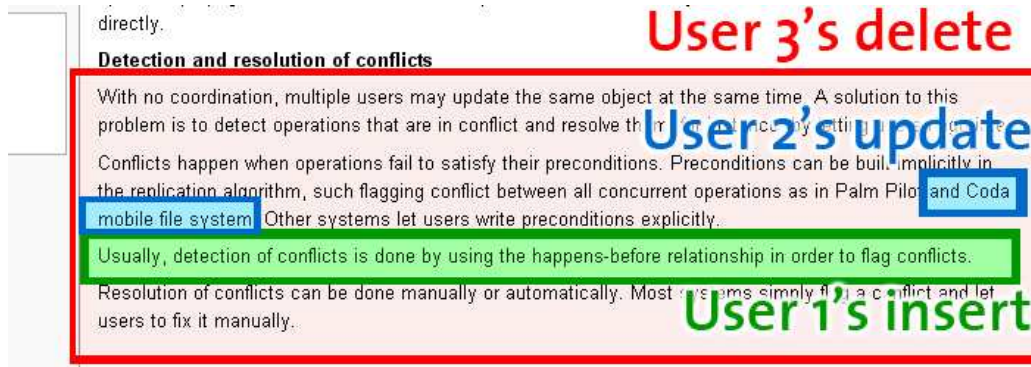 directly.
User 3's delete
Detection and resolution of conflicts
With no coordination, multiple users may update the same object at the same time. A solution to this
problem is to detect operations that are in conflict and resolve
User 2's update
Conflicts happen when operations fail to satisfy their preconditions. Preconditions can be built implicitly in
the replication algorithm, such flagging conflict between all concurrent operations as in Palm Pilot and Coda
mobile file system. Other systems let users write preconditions explicitly.
Usually, detection of conflicts is done by using the happens-before relationship in order to flag conflicts.
Resolution of conflicts can be done manually or automatically. Most systems simply flag a conflict and let
users to fix it manually.
User 1's insert